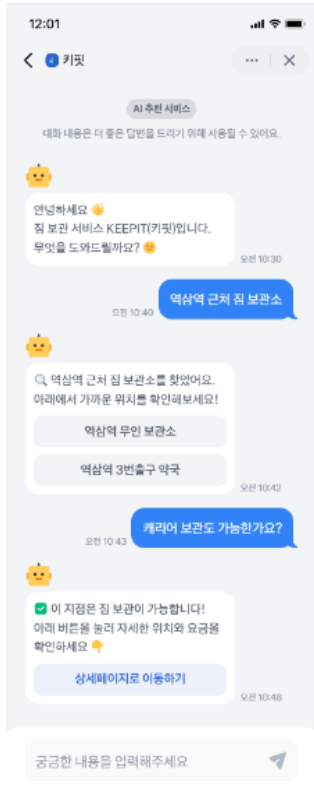 12:01
키핏
AI 추천 서비스
대화 내용은 더 좋은 답변을 드리기 위해 사용될 수 있어요.
안녕하세요 👋
짐 보관 서비스 KEEPIT(키핏)입니다.
무엇을 도와드릴까요? 😊
오전 10:30
역삼역 근처 짐 보관소
오전 10:40
🔍 역삼역 근처 짐 보관소를 찾았어요.
아래에서 가까운 위치를 확인해보세요!
역삼역 무인 보관소
역삼역 3번출구 약국
오전 10:42
캐리어 보관도 가능한가요?
오전 10:43
✅ 이 지점은 짐 보관이 가능합니다!
아래 버튼을 눌러 자세한 위치와 요금을
확인하세요 👇
상세페이지로 이동하기
오전 10:48
궁금한 내용을 입력해주세요